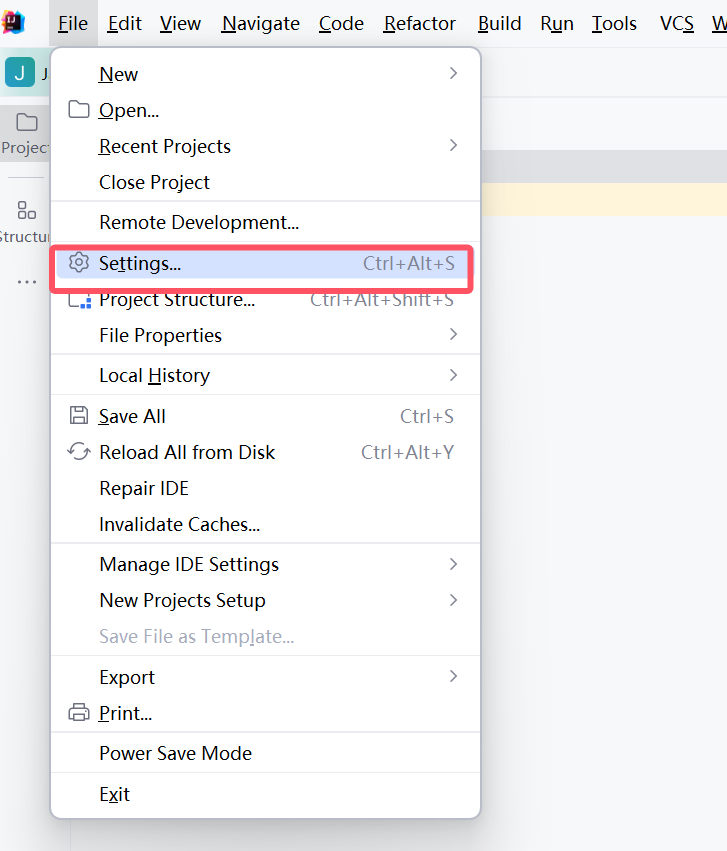 File Edit View Navigate Code Refactor Build Run Tools VCS W
J J
New
Project
Open...
Recent Projects
Close Project
Remote Development...
Structu
Settings... Ctrl+Alt+S
Project Structure... Ctrl+Alt+Shift+S
File Properties
Local History
Save All Ctrl+S
Reload All from Disk Ctrl+Alt+Y
Repair IDE
Invalidate Caches...
Manage IDE Settings
New Projects Setup
Save File as Template...
Export
Print...
Power Save Mode
Exit